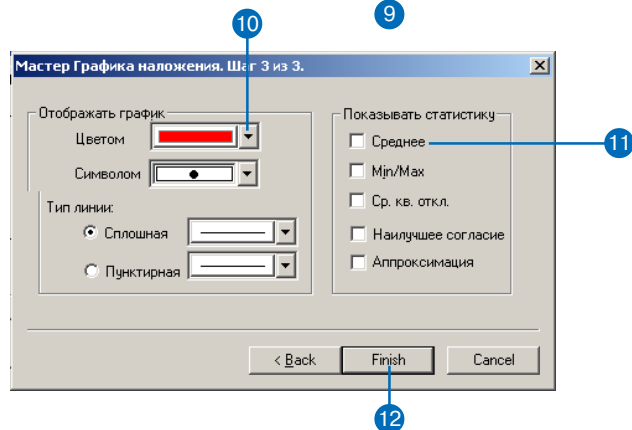 10
9
Мастер Графика наложения. Шаг 3 из 3.
Отображать график
Цветом
Символом
Тип линии:
Сплошная
Пунктирная
Показывать статистику
Среднее
11
Min/Max
Ср. кв. откл.
Наилучшее согласие
Аппроксимация
< Back
Finish
Cancel
12